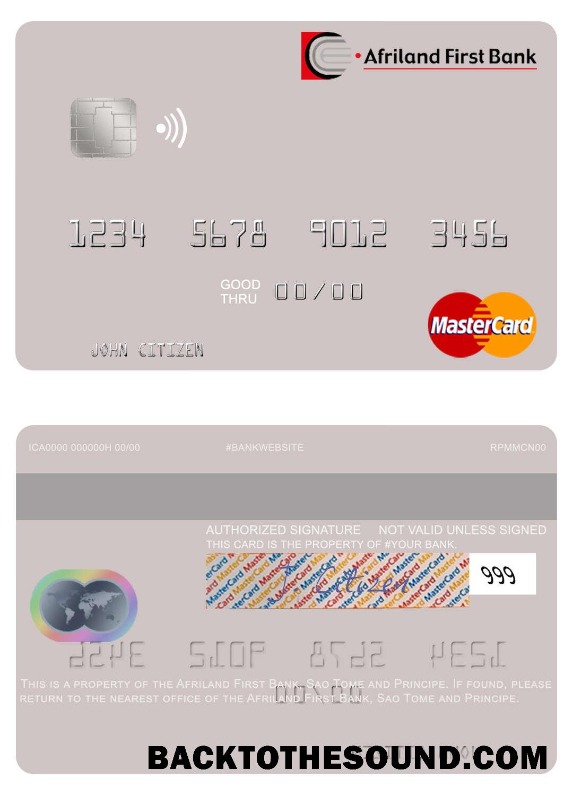 Afriland First Bank
1234 5678 9012 3456
GOOD THRU 00/00
MasterCard
JOHN CITIZEN
ICA0000 000000H 00/00 #BANKWEBSITE RPMMCN00
AUTHORIZED SIGNATURE NOT VALID UNLESS SIGNED
THIS CARD IS THE PROPERTY OF #YOUR BANK.
999
THIS IS A PROPERTY OF THE AFRILAND FIRST BANK, SAO TOME AND PRINCIPE. IF FOUND, PLEASE
RETURN TO THE NEAREST OFFICE OF THE AFRILAND FIRST BANK, SAO TOME AND PRINCIPE.
BACKTOTHESOUND.COM